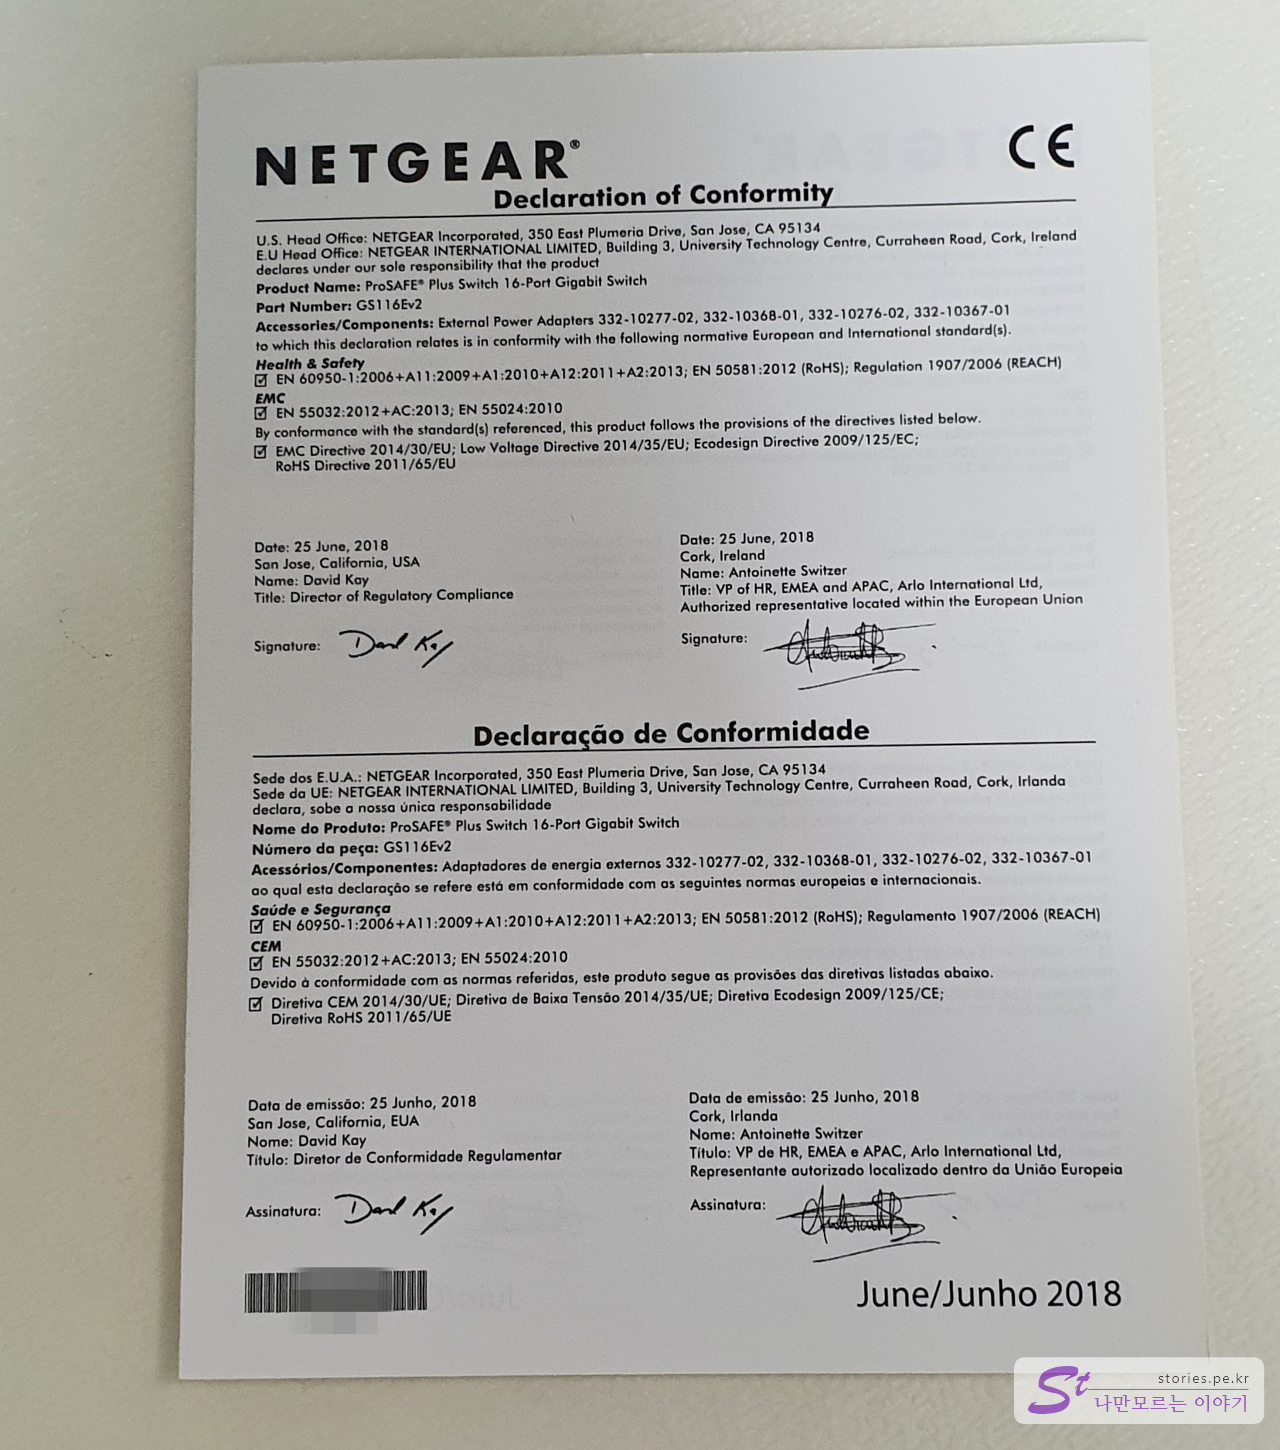 NETGEAR®
CE
Declaration of Conformity
U.S. Head Office: NETGEAR Incorporated, 350 East Plumeria Drive, San Jose, CA 95134
E.U Head Office: NETGEAR INTERNATIONAL LIMITED, Building 3, University Technology Centre, Curraheen Road, Cork, Ireland
declares under our sole responsibility that the product
Product Name: ProSAFE® Plus Switch 16-Port Gigabit Switch
Part Number: GS116Ev2
Accessories/Components: External Power Adapters 332-10277-02, 332-10368-01, 332-10276-02, 332-10367-01
to which this declaration relates is in conformity with the following normative European and International standard(s).
Health & Safety
☑ EN 60950-1:2006+A11:2009+A1:2010+A12:2011+A2:2013; EN 50581:2012 (RoHS); Regulation 1907/2006 (REACH)
EMC
☑ EN 55032:2012+AC:2013; EN 55024:2010
By conformance with the standard(s) referenced, this product follows the provisions of the directives listed below.
☑ EMC Directive 2014/30/EU; Low Voltage Directive 2014/35/EU; Ecodesign Directive 2009/125/EC;
RoHS Directive 2011/65/EU
Date: 25 June, 2018
San Jose, California, USA
Name: David Kay
Title: Director of Regulatory Compliance
Signature: David Kay
Date: 25 June, 2018
Cork, Ireland
Name: Antoinette Switzer
Title: VP of HR, EMEA and APAC, Arlo International Ltd,
Authorized representative located within the European Union
Signature:
Declaração de Conformidade
Sede dos E.U.A.: NETGEAR Incorporated, 350 East Plumeria Drive, San Jose, CA 95134
Sede da UE: NETGEAR INTERNATIONAL LIMITED, Building 3, University Technology Centre, Curraheen Road, Cork, Irlanda
declara, sobe a nossa única responsabilidade
Nome do Produto: ProSAFE® Plus Switch 16-Port Gigabit Switch
Número da peça: GS116Ev2
Acessórios/Componentes: Adaptadores de energia externos 332-10277-02, 332-10368-01, 332-10276-02, 332-10367-01
ao qual esta declaração se refere está em conformidade com as seguintes normas europeias e internacionais.
Saúde e Segurança
☑ EN 60950-1:2006+A11:2009+A1:2010+A12:2011+A2:2013; EN 50581:2012 (RoHS); Regulamento 1907/2006 (REACH)
CEM
☑ EN 55032:2012+AC:2013; EN 55024:2010
Devido à conformidade com as normas referidas, este produto segue as provisões das diretivas listadas abaixo.
☑ Diretiva CEM 2014/30/UE; Diretiva de Baixa Tensão 2014/35/UE; Diretiva Ecodesign 2009/125/CE;
Diretiva RoHS 2011/65/UE
Data de emissão: 25 Junho, 2018
San Jose, California, EUA
Nome: David Kay
Título: Diretor de Conformidade Regulamentar
Assinatura: David Kay
Data de emissão: 25 Junho, 2018
Cork, Irlanda
Nome: Antoinette Switzer
Título: VP de HR, EMEA e APAC, Arlo International Ltd,
Representante autorizado localizado dentro da União Europeia
Assinatura:
June/Junho 2018
St
stories.pe.kr
나만모르는 이야기